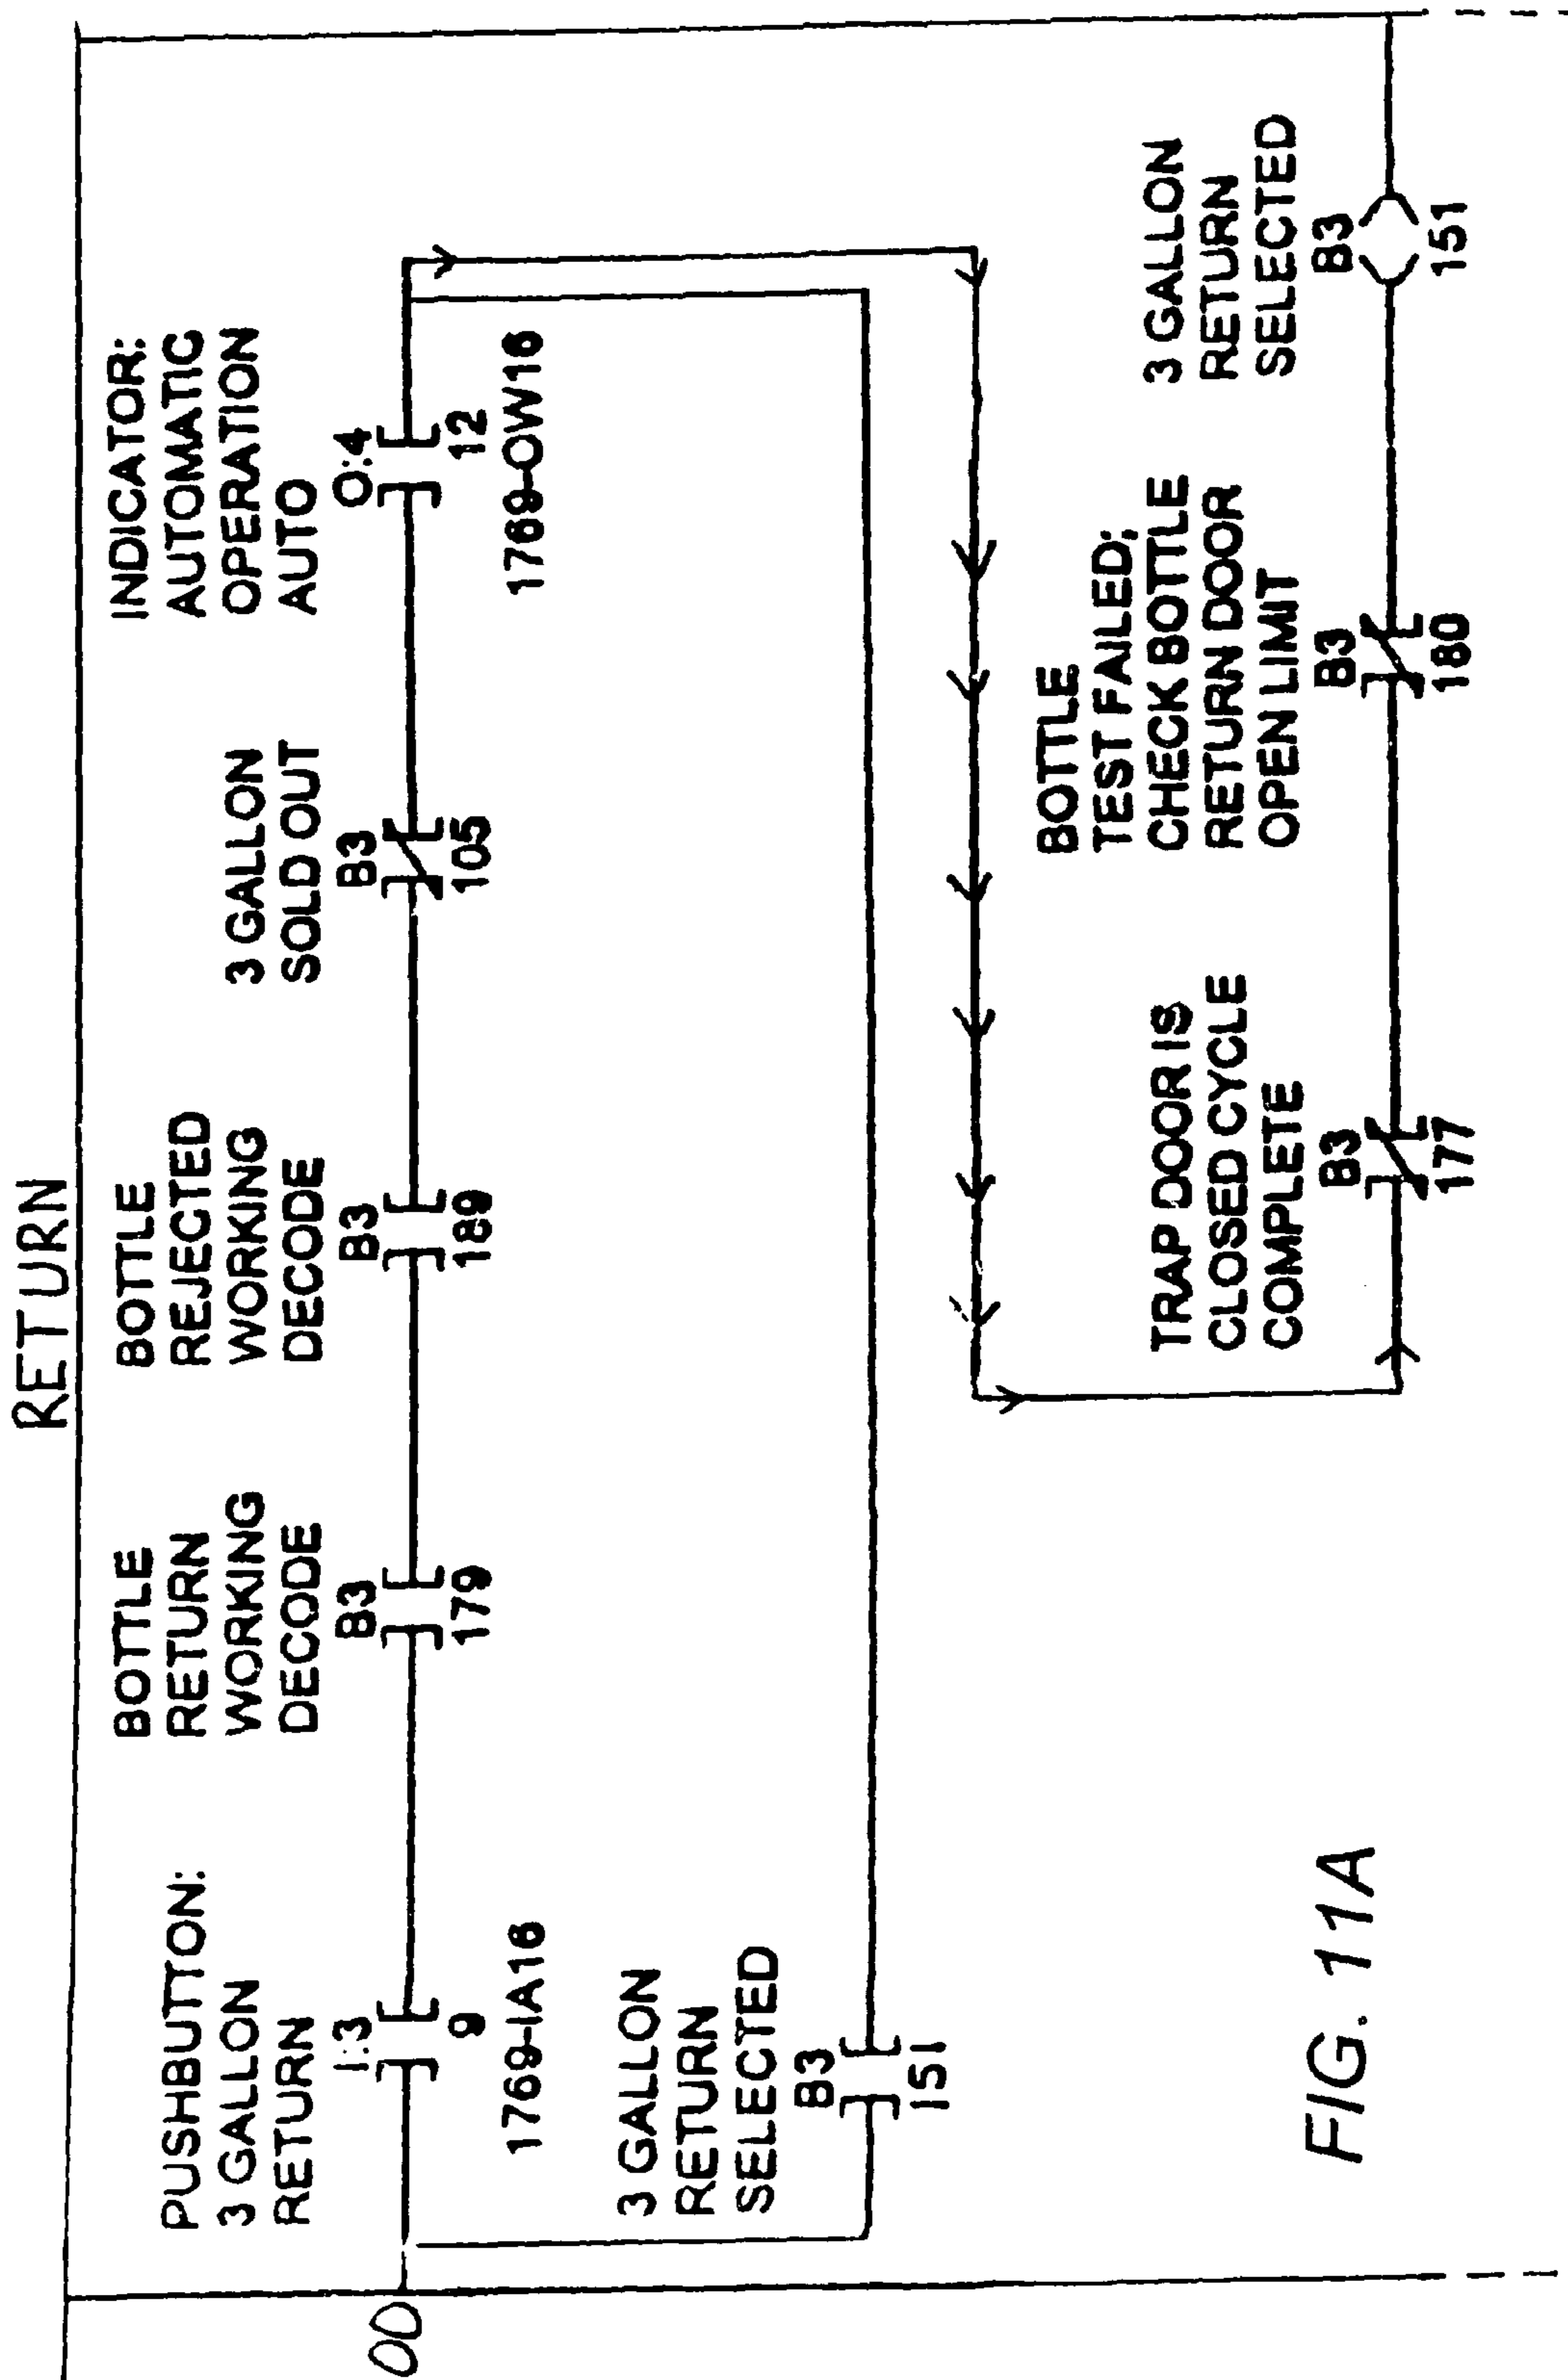 RETURN
00
PUSHBUTTON:
3 GALLON
RETURN
I:3
9
1769-IA16
BOTTLE
RETURN
WORKING
DECODE
B3
179
BOTTLE
REJECTED
WORKING
DECODE
B3
189
3 GALLON
SOLD OUT
B3
105
INDICATOR:
AUTOMATIC
OPERATION
AUTO
O:4
12
1769-OW16
3 GALLON
RETURN
SELECTED
B3
151
TRAP DOOR IS
CLOSED CYCLE
COMPLETE
B3
177
BOTTLE
TEST FAILED;
CHECK BOTTLE
RETURN DOOR
OPEN LIMIT
B3
180
3 GALLON
RETURN
SELECTED
B3
151
FIG. 11A